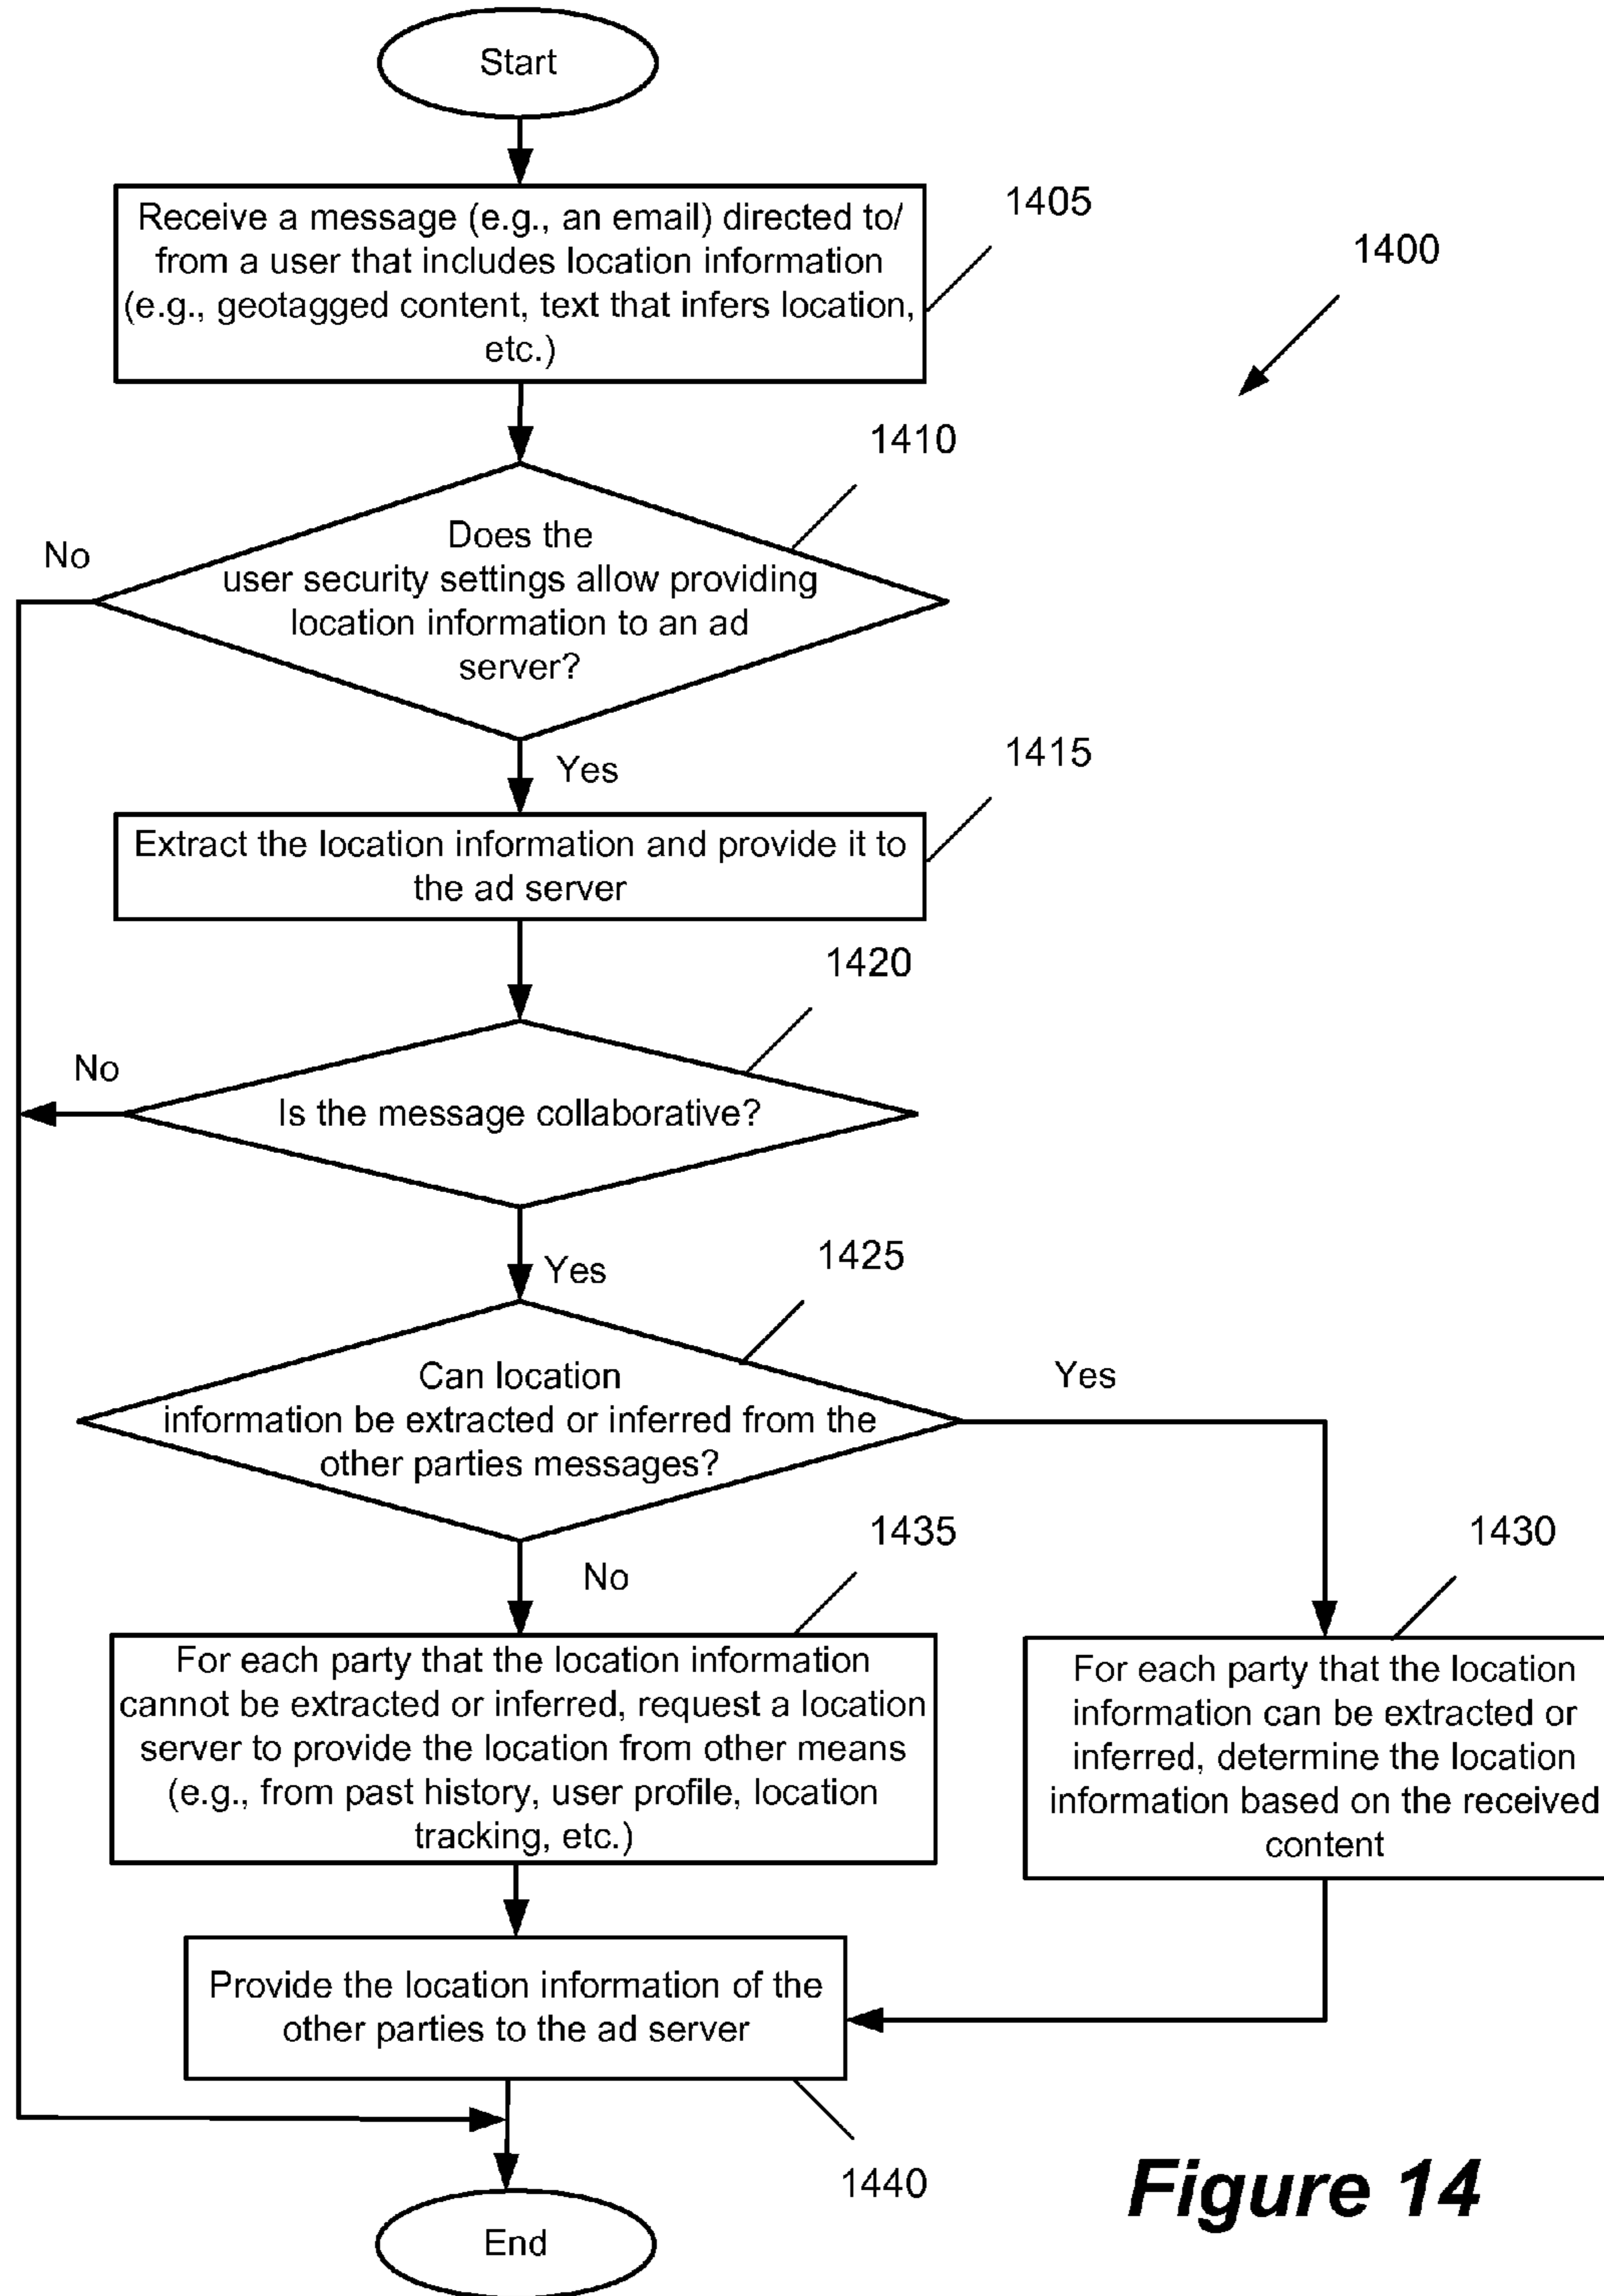 Start
Receive a message (e.g., an email) directed to/
from a user that includes location information
(e.g., geotagged content, text that infers location,
etc.)
1405
1400
1410
Does the
user security settings allow providing
location information to an ad
server?
No
Yes
1415
Extract the location information and provide it to
the ad server
1420
No
Is the message collaborative?
Yes
1425
Can location
information be extracted or inferred from the
other parties messages?
Yes
No
1435
1430
For each party that the location information
cannot be extracted or inferred, request a location
server to provide the location from other means
(e.g., from past history, user profile, location
tracking, etc.)
For each party that the location
information can be extracted or
inferred, determine the location
information based on the received
content
Provide the location information of the
other parties to the ad server
1440
End
Figure 14